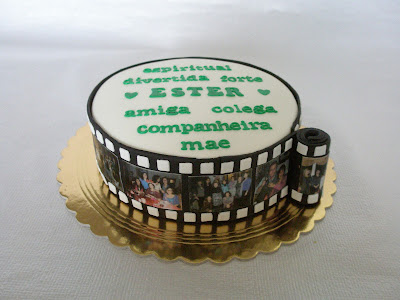 espiritual
divertida forte
ESTER
amiga colega
companheira
mae